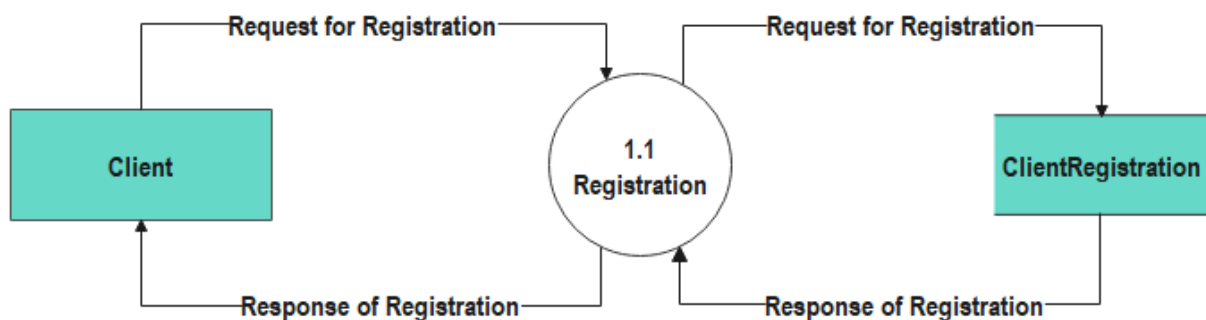 Request for Registration
Request for Registration
Client
1.1
Registration
ClientRegistration
Response of Registration
Response of Registration